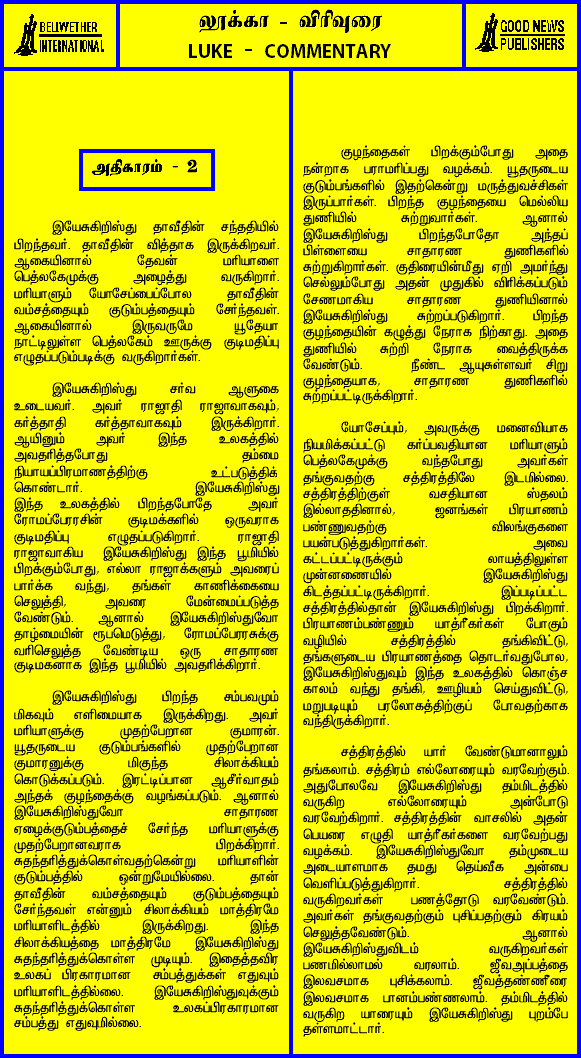 BELLWETHER
INTERNATIONAL
லூக்கா - விரிவுரை
LUKE - COMMENTARY
GOOD NEWS
PUBLISHERS
அதிகாரம் - 2
இயேசுகிறிஸ்து தாவீதின் சந்ததியில்
பிறந்தவர். தாவீதின் வித்தாக இருக்கிறவர்.
ஆகையினால் தேவன் மரியாளை
பெத்லகேமுக்கு அழைத்து வருகிறார்.
மரியாளும் யோசேப்பைப்போல தாவீதின்
வம்சத்தையும் குடும்பத்தையும் சேர்ந்தவள்.
ஆகையினால் இருவருமே யூதேயா
நாட்டிலுள்ள பெத்லகேம் ஊருக்கு குடிமதிப்பு
எழுதப்படும்படிக்கு வருகிறார்கள்.
இயேசுகிறிஸ்து சர்வ ஆளுகை
உடையவர். அவர் ராஜாதி ராஜாவாகவும்,
கர்த்தாதி கர்த்தாவாகவும் இருக்கிறார்.
ஆயினும் அவர் இந்த உலகத்தில்
அவதரித்தபோது தம்மை
நியாயப்பிரமாணத்திற்கு உட்படுத்திக்
கொண்டார். இயேசுகிறிஸ்து
இந்த உலகத்தில் பிறந்தபோதே அவர்
ரோமப்பேரரசின் குடிமக்களில் ஒருவராக
குடிமதிப்பு எழுதப்படுகிறார். ராஜாதி
ராஜாவாகிய இயேசுகிறிஸ்து இந்த பூமியில்
பிறக்கும்போது, எல்லா ராஜாக்களும் அவரைப்
பார்க்க வந்து, தங்கள் காணிக்கையை
செலுத்தி, அவரை மேன்மைப்படுத்த
வேண்டும். ஆனால் இயேசுகிறிஸ்துவோ
தாழ்மையின் ரூபமெடுத்து, ரோமப்பேரரசுக்கு
வரிசெலுத்த வேண்டிய ஒரு சாதாரண
குடிமகனாக இந்த பூமியில் அவதரிக்கிறார்.
இயேசுகிறிஸ்து பிறந்த சம்பவமும்
மிகவும் எளிமையாக இருக்கிறது. அவர்
மரியாளுக்கு முதற்பேறான குமாரன்.
யூதருடைய குடும்பங்களில் முதற்பேறான
குமாரனுக்கு மிகுந்த சிலாக்கியம்
கொடுக்கப்படும். இரட்டிப்பான ஆசீர்வாதம்
அந்தக் குழந்தைக்கு வழங்கப்படும். ஆனால்
இயேசுகிறிஸ்துவோ சாதாரண
ஏழைக்குடும்பத்தைச் சேர்ந்த மரியாளுக்கு
முதற்பேறானவராக பிறக்கிறார்.
சுதந்தரித்துக்கொள்வதற்கென்று மரியாளின்
குடும்பத்தில் ஒன்றுமேயில்லை. தான்
தாவீதின் வம்சத்தையும் குடும்பத்தையும்
சேர்ந்தவள் என்னும் சிலாக்கியம் மாத்திரமே
மரியாளிடத்தில் இருக்கிறது. இந்த
சிலாக்கியத்தை மாத்திரமே இயேசுகிறிஸ்து
சுதந்தரித்துக்கொள்ள முடியும். இதைத்தவிர
உலகப் பிரகாரமான சம்பத்துக்கள் எதுவும்
மரியாளிடத்தில்லை. இயேசுகிறிஸ்துவுக்கும்
சுதந்தரித்துக்கொள்ள உலகப்பிரகாரமான
சம்பத்து எதுவுமில்லை.
குழந்தைகள் பிறக்கும்போது அதை
நன்றாக பராமரிப்பது வழக்கம். யூதருடைய
குடும்பங்களில் இதற்கென்று மருத்துவச்சிகள்
இருப்பார்கள். பிறந்த குழந்தையை மெல்லிய
துணியில் சுற்றுவார்கள். ஆனால்
இயேசுகிறிஸ்து பிறந்தபோதோ அந்தப்
பிள்ளையை சாதாரண துணிகளில்
சுற்றுகிறார்கள். குதிரையின்மீது ஏறி அமர்ந்து
செல்லும்போது அதன் முதுகில் விரிக்கப்படும்
சேணமாகிய சாதாரண துணியினால்
இயேசுகிறிஸ்து சுற்றப்படுகிறார். பிறந்த
குழந்தையின் கழுத்து நேராக நிற்காது. அதை
துணியில் சுற்றி நேராக வைத்திருக்க
வேண்டும். நீண்ட ஆயுசுள்ளவர் சிறு
குழந்தையாக, சாதாரண துணிகளில்
சுற்றப்பட்டிருக்கிறார்.
யோசேப்பும், அவருக்கு மனைவியாக
நியமிக்கப்பட்டு கர்ப்பவதியான மரியாளும்
பெத்லகேமுக்கு வந்தபோது அவர்கள்
தங்குவதற்கு சத்திரத்திலே இடமில்லை.
சத்திரத்திற்குள் வசதியான ஸ்தலம்
இல்லாததினால், ஜனங்கள் பிரயாணம்
பண்ணுவதற்கு விலங்குகளை
பயன்படுத்துகிறார்கள். அவை
கட்டப்பட்டிருக்கும் லாயத்திலுள்ள
முன்னணையில் இயேசுகிறிஸ்து
கிடத்தப்பட்டிருக்கிறார். இப்படிப்பட்ட
சத்திரத்தில்தான் இயேசுகிறிஸ்து பிறக்கிறார்.
பிரயாணம்பண்ணும் யாத்ரீகர்கள் போகும்
வழியில் சத்திரத்தில் தங்கிவிட்டு,
தங்களுடைய பிரயாணத்தை தொடர்வதுபோல,
இயேசுகிறிஸ்துவும் இந்த உலகத்தில் கொஞ்ச
காலம் வந்து தங்கி, ஊழியம் செய்துவிட்டு,
மறுபடியும் பரலோகத்திற்குப் போவதற்காக
வந்திருக்கிறார்.
சத்திரத்தில் யார் வேண்டுமானாலும்
தங்கலாம். சத்திரம் எல்லோரையும் வரவேற்கும்.
அதுபோலவே இயேசுகிறிஸ்து தம்மிடத்தில்
வருகிற எல்லோரையும் அன்போடு
வரவேற்கிறார். சத்திரத்தின் வாசலில் அதன்
பெயரை எழுதி யாத்ரீகர்களை வரவேற்பது
வழக்கம். இயேசுகிறிஸ்துவோ தம்முடைய
அடையாளமாக தமது தெய்வீக அன்பை
வெளிப்படுத்துகிறார். சத்திரத்தில்
வருகிறவர்கள் பணத்தோடு வரவேண்டும்.
அவர்கள் தங்குவதற்கும் புசிப்பதற்கும் கிரயம்
செலுத்தவேண்டும். ஆனால்
இயேசுகிறிஸ்துவிடம் வருகிறவர்கள்
பணமில்லாமல் வரலாம். ஜீவஅப்பத்தை
இலவசமாக புசிக்கலாம். ஜீவத்தண்ணீரை
இலவசமாக பானம்பண்ணலாம். தம்மிடத்தில்
வருகிற யாரையும் இயேசுகிறிஸ்து புறம்பே
தள்ளமாட்டார்.